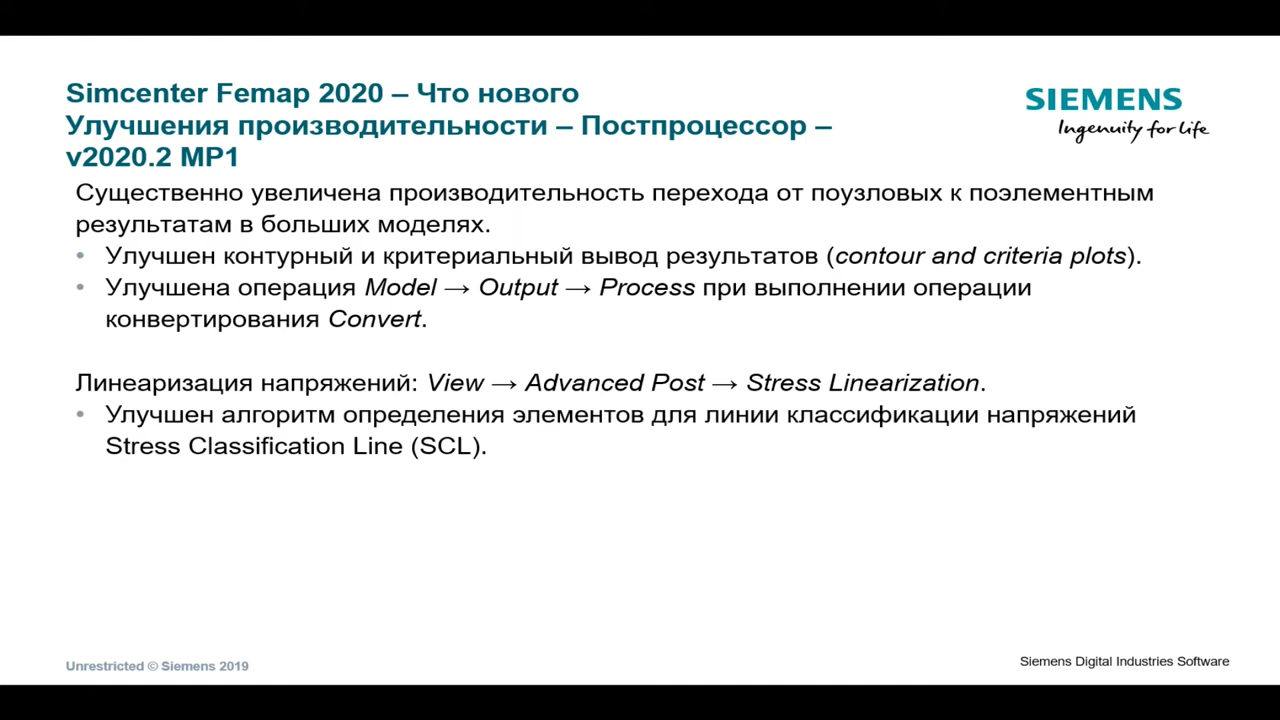 Simcenter Femap 2020 – Что нового
Улучшения производительности – Постпроцессор –
v2020.2 MP1
SIEMENS
Ingenuity for life
Существенно увеличена производительность перехода от поузловых к поэлементным
результатам в больших моделях.
• Улучшен контурный и критериальный вывод результатов (contour and criteria plots).
• Улучшена операция Model → Output → Process при выполнении операции
конвертирования Convert.
Линеаризация напряжений: View → Advanced Post → Stress Linearization.
• Улучшен алгоритм определения элементов для линии классификации напряжений
Stress Classification Line (SCL).
Unrestricted © Siemens 2019
Siemens Digital Industries Software